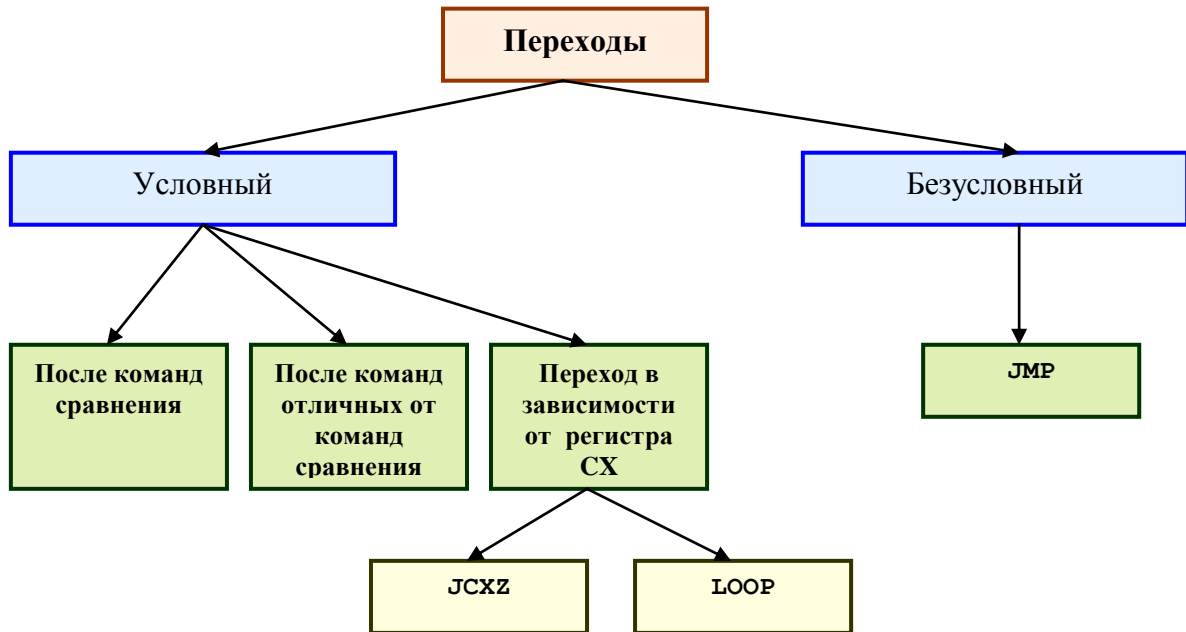 Переходы
Условный
Безусловный
После команд
сравнения
После команд
отличных от
команд
сравнения
Переход в
зависимости
от регистра
CX
JMP
JCXZ
LOOP